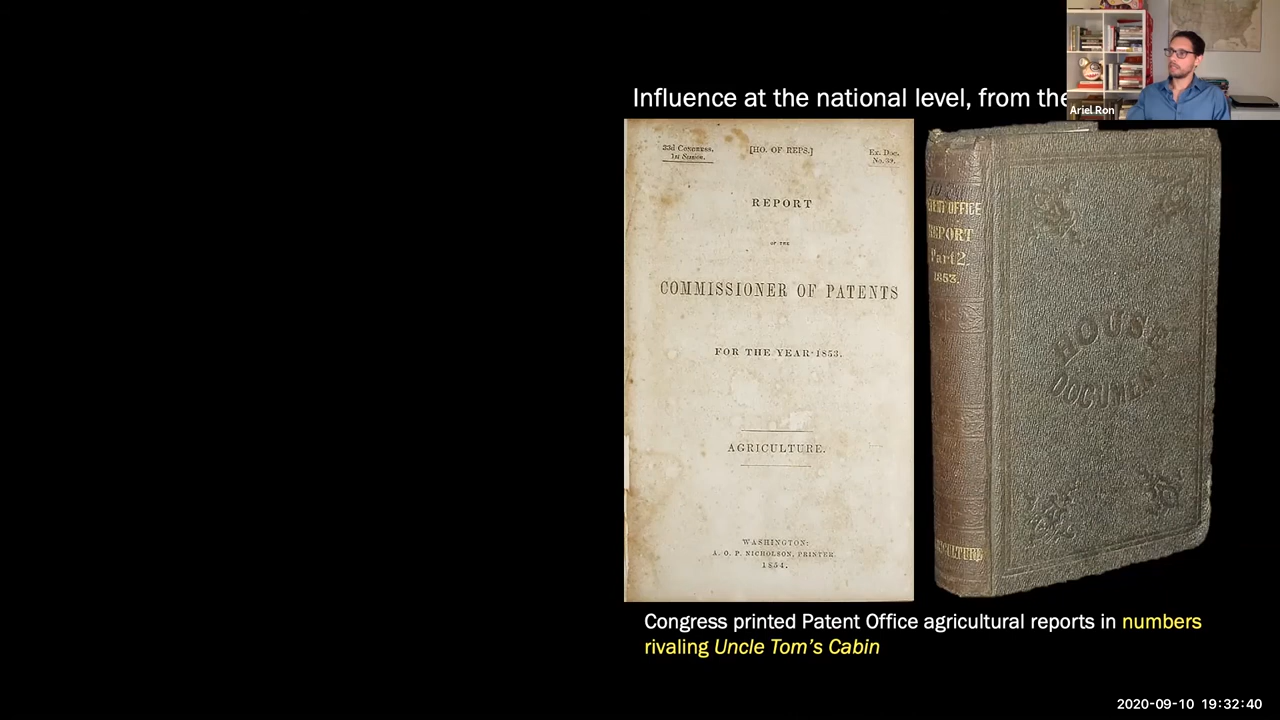 Influence at the national level, from the
Ariel Ron
33d Congress,
1st Session.
[HO. OF REPS.]
Ex. Doc.
No. 39.
REPORT
OF THE
COMMISSIONER OF PATENTS
FOR THE YEAR 1853.
AGRICULTURE.
WASHINGTON:
A. O. P. NICHOLSON, PRINTER
1854.
OFFICE
REPORT
Part 2.
1853.
HOUSE
DOCUMENT
Congress printed Patent Office agricultural reports in numbers
rivaling Uncle Tom’s Cabin
2020-09-10 19:32:40